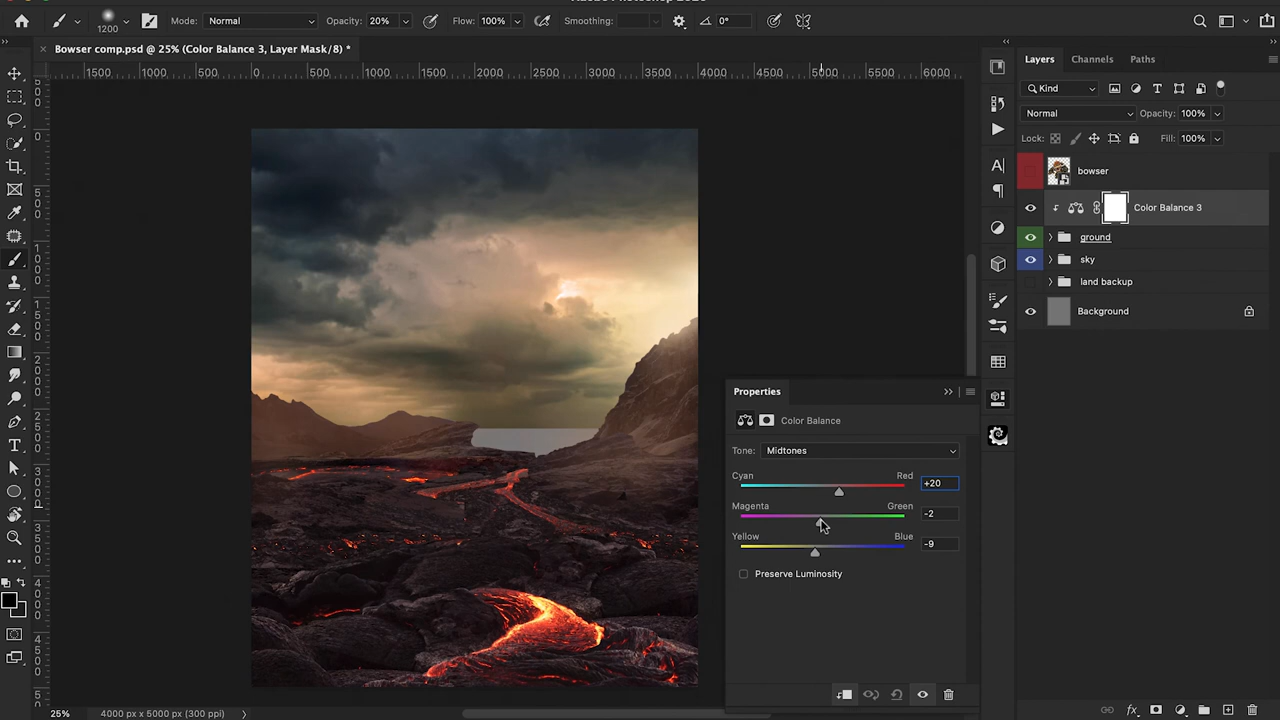 Mode: Normal Opacity: 20% Flow: 100% Smoothing: 0°
1200
× Bowser comp.psd @ 25% (Color Balance 3, Layer Mask/8) *
1500 1000 500 0 500 1000 1500 2000 2500 3000 3500 4000 4500 5000 5500 6000
Layers Channels Paths
Kind
Normal Opacity: 100%
Lock: Fill: 100%
bowser
Color Balance 3
ground
sky
land backup
Background
Properties
Color Balance
Tone: Midtones
Cyan Red +20
Magenta Green -2
Yellow Blue -9
Preserve Luminosity
25% 4000 px x 5000 px (300 ppi)